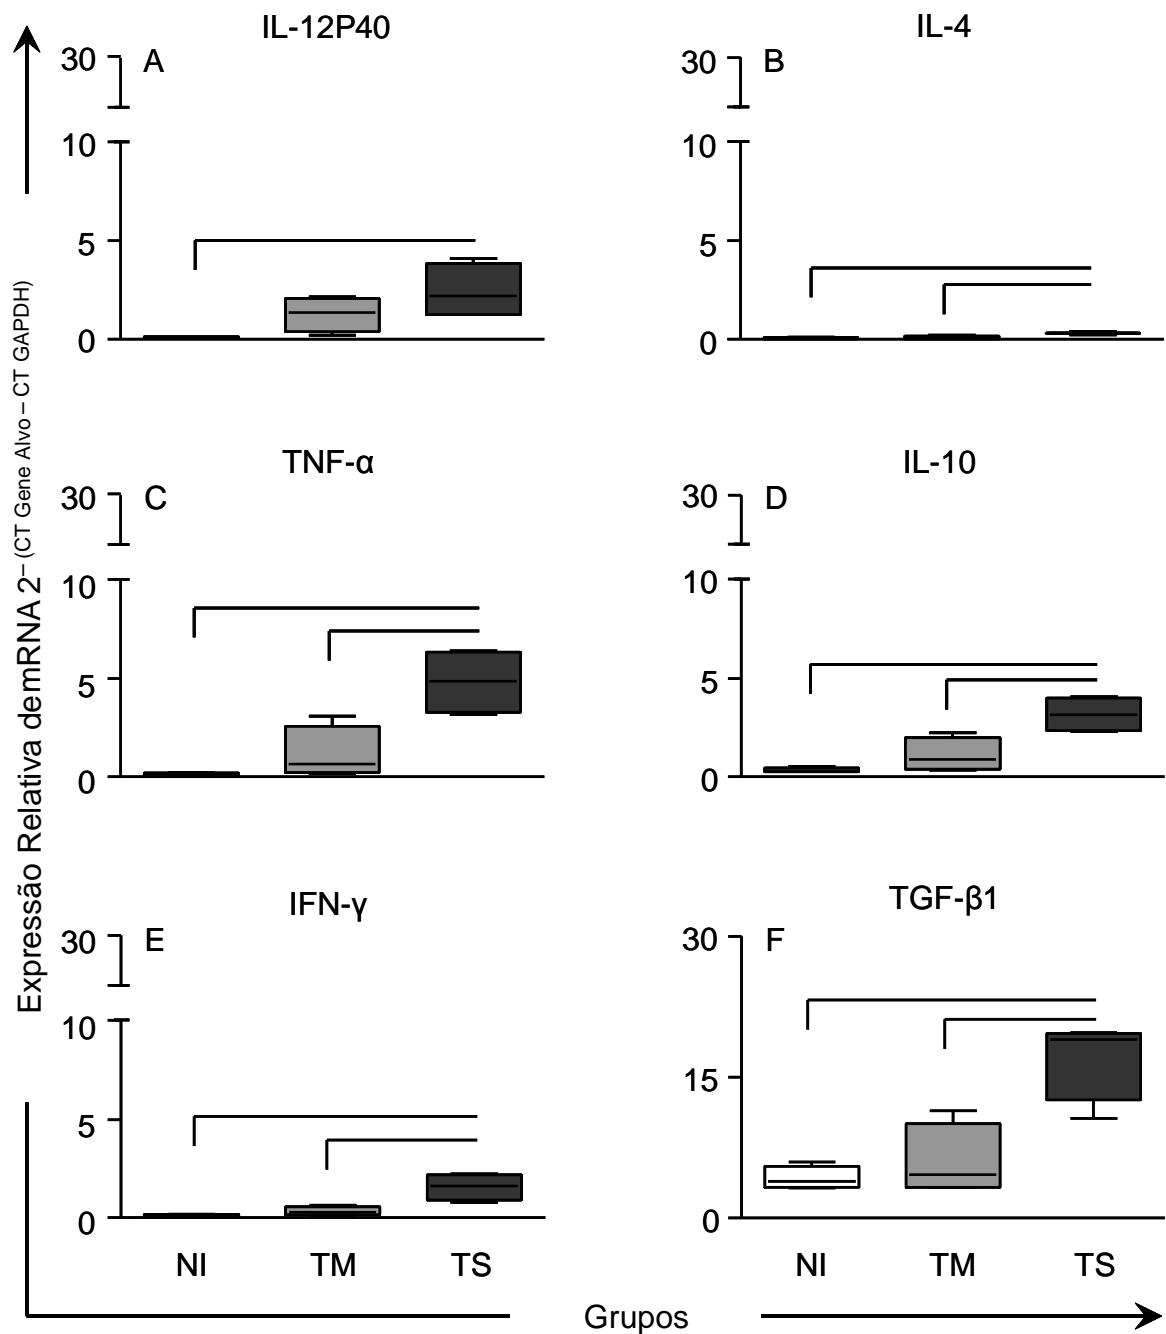 IL-12P40
IL-4
30 A
30 B
10
10
5
5
0
0
TNF-α
IL-10
30 C
30 D
10
10
5
5
0
0
IFN-γ
TGF-β1
30 E
30 F
10
15
5
0
0
NI TM TS
NI TM TS
Grupos
Expressão Relativa demRNA 2– (CT Gene Alvo – CT GAPDH)